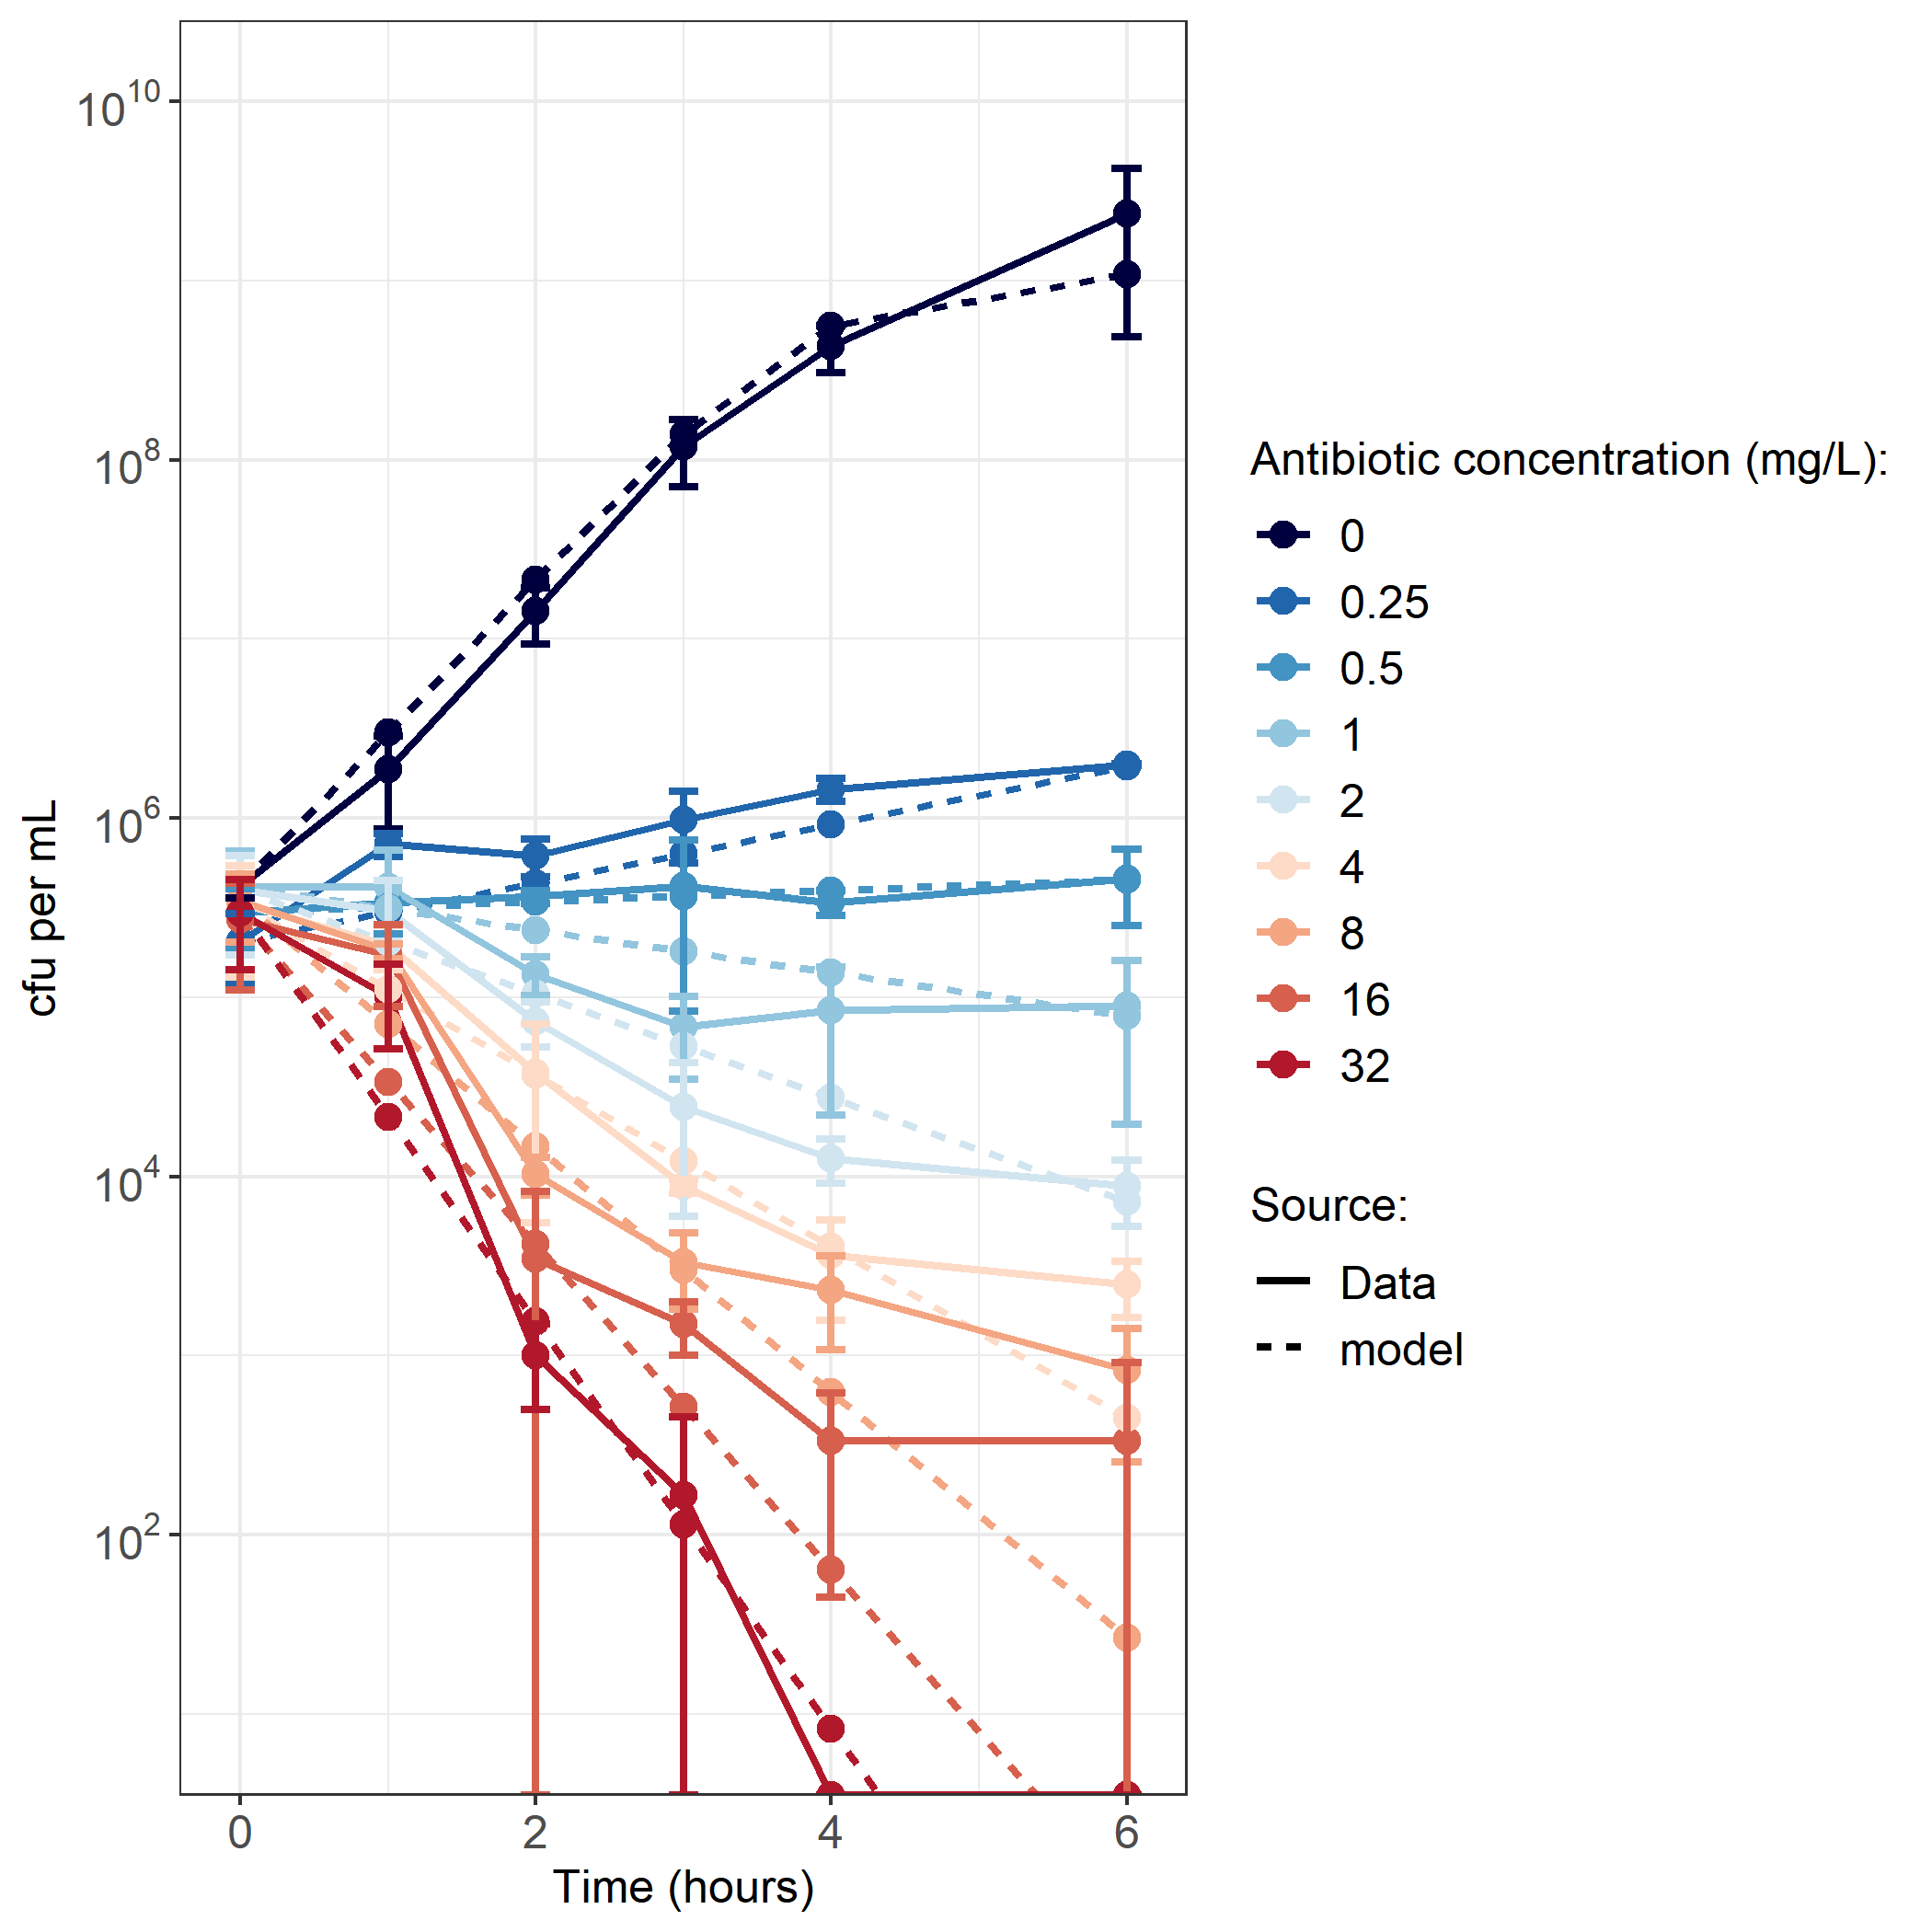 10^10
10^8
10^6
10^4
10^2
cfu per mL
0 2 4 6
Time (hours)
Antibiotic concentration (mg/L):
0
0.25
0.5
1
2
4
8
16
32
Source:
Data
model